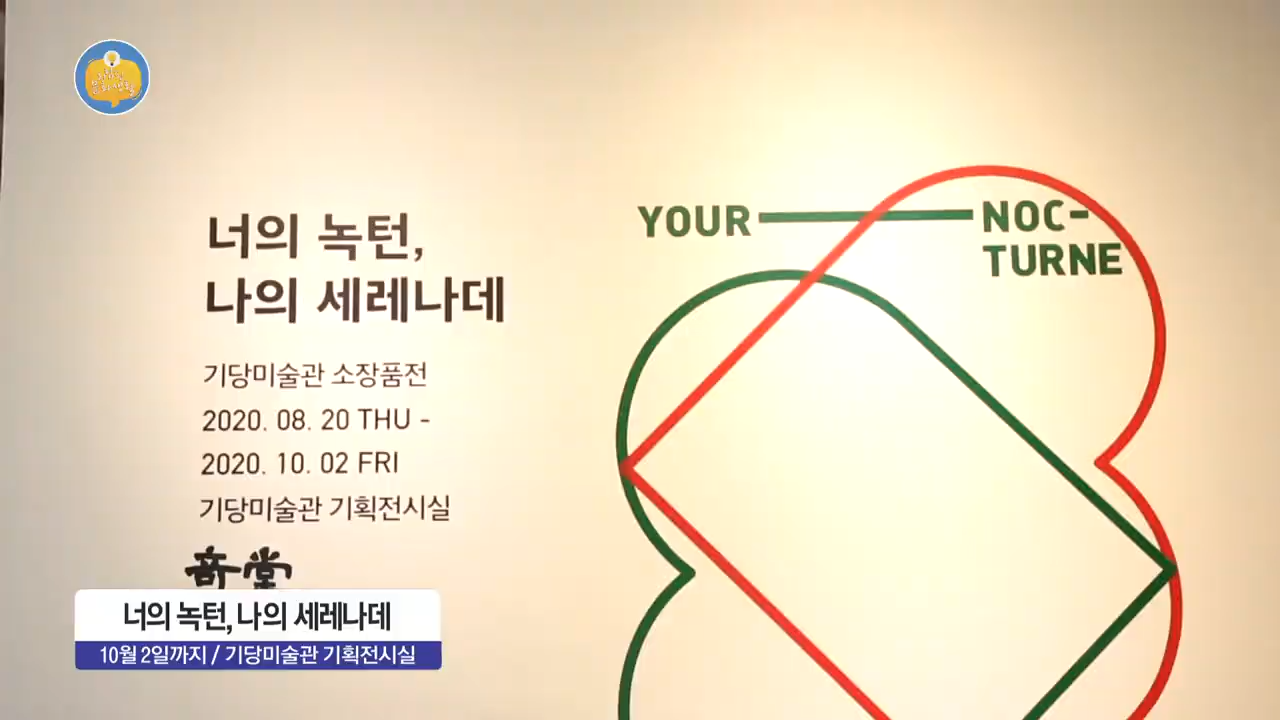 너의 녹턴,
나의 세레나데
기당미술관 소장품전
2020. 08. 20 THU -
2020. 10. 02 FRI
기당미술관 기획전시실
YOUR
NOC-
TURNE
너의 녹턴, 나의 세레나데
10월 2일까지 / 기당미술관 기획전시실